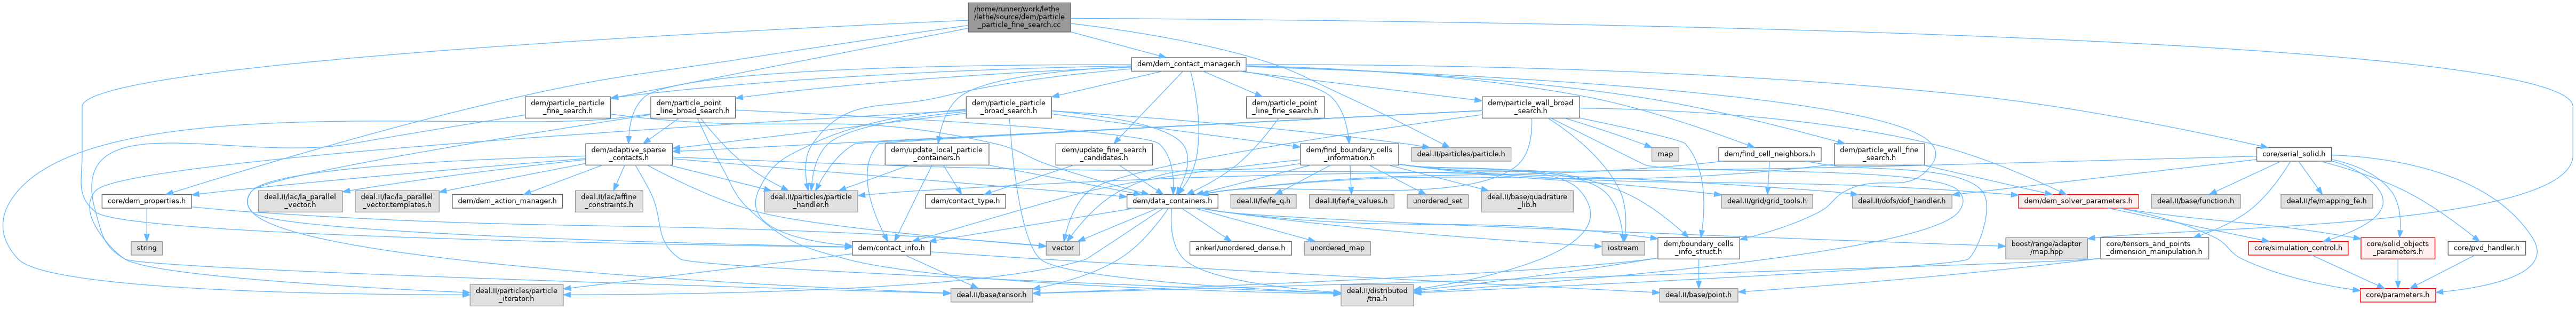 /home/runner/work/lethe
/lethe/source/dem/particle
_particle_fine_search.cc
dem/dem_contact_manager.h
dem/particle_particle
_fine_search.h
dem/particle_point
_line_broad_search.h
dem/particle_particle
_broad_search.h
dem/particle_point
_line_fine_search.h
dem/particle_wall_broad
_search.h
dem/adaptive_sparse
_contacts.h
dem/update_local_particle
_containers.h
dem/update_fine_search
_candidates.h
dem/find_boundary_cells
_information.h
deal.II/particles/particle.h
map
dem/find_cell_neighbors.h
dem/particle_wall_fine
_search.h
core/serial_solid.h
core/dem_properties.h
deal.II/lac/la_parallel
_vector.h
deal.II/lac/la_parallel
_vector.templates.h
dem/dem_action_manager.h
deal.II/lac/affine
_constraints.h
deal.II/particles/particle
_handler.h
dem/contact_type.h
dem/data_containers.h
deal.II/fe/fe_q.h
deal.II/fe/fe_values.h
unordered_set
deal.II/base/quadrature
_lib.h
deal.II/grid/grid_tools.h
deal.II/dofs/dof_handler.h
dem/dem_solver_parameters.h
deal.II/base/function.h
deal.II/fe/mapping_fe.h
string
dem/contact_info.h
vector
ankerl/unordered_dense.h
unordered_map
iostream
dem/boundary_cells
_info_struct.h
boost/range/adaptor
/map.hpp
core/tensors_and_points
_dimension_manipulation.h
core/simulation_control.h
core/solid_objects
_parameters.h
core/pvd_handler.h
deal.II/particles/particle
_iterator.h
deal.II/base/tensor.h
deal.II/distributed
/tria.h
deal.II/base/point.h
core/parameters.h